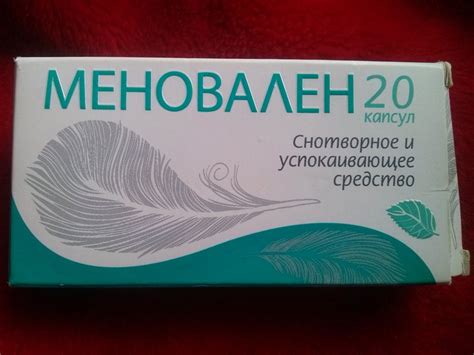 МЕНОВАЛЕН 20
капсул
Снотворное и
успокаивающее
средство